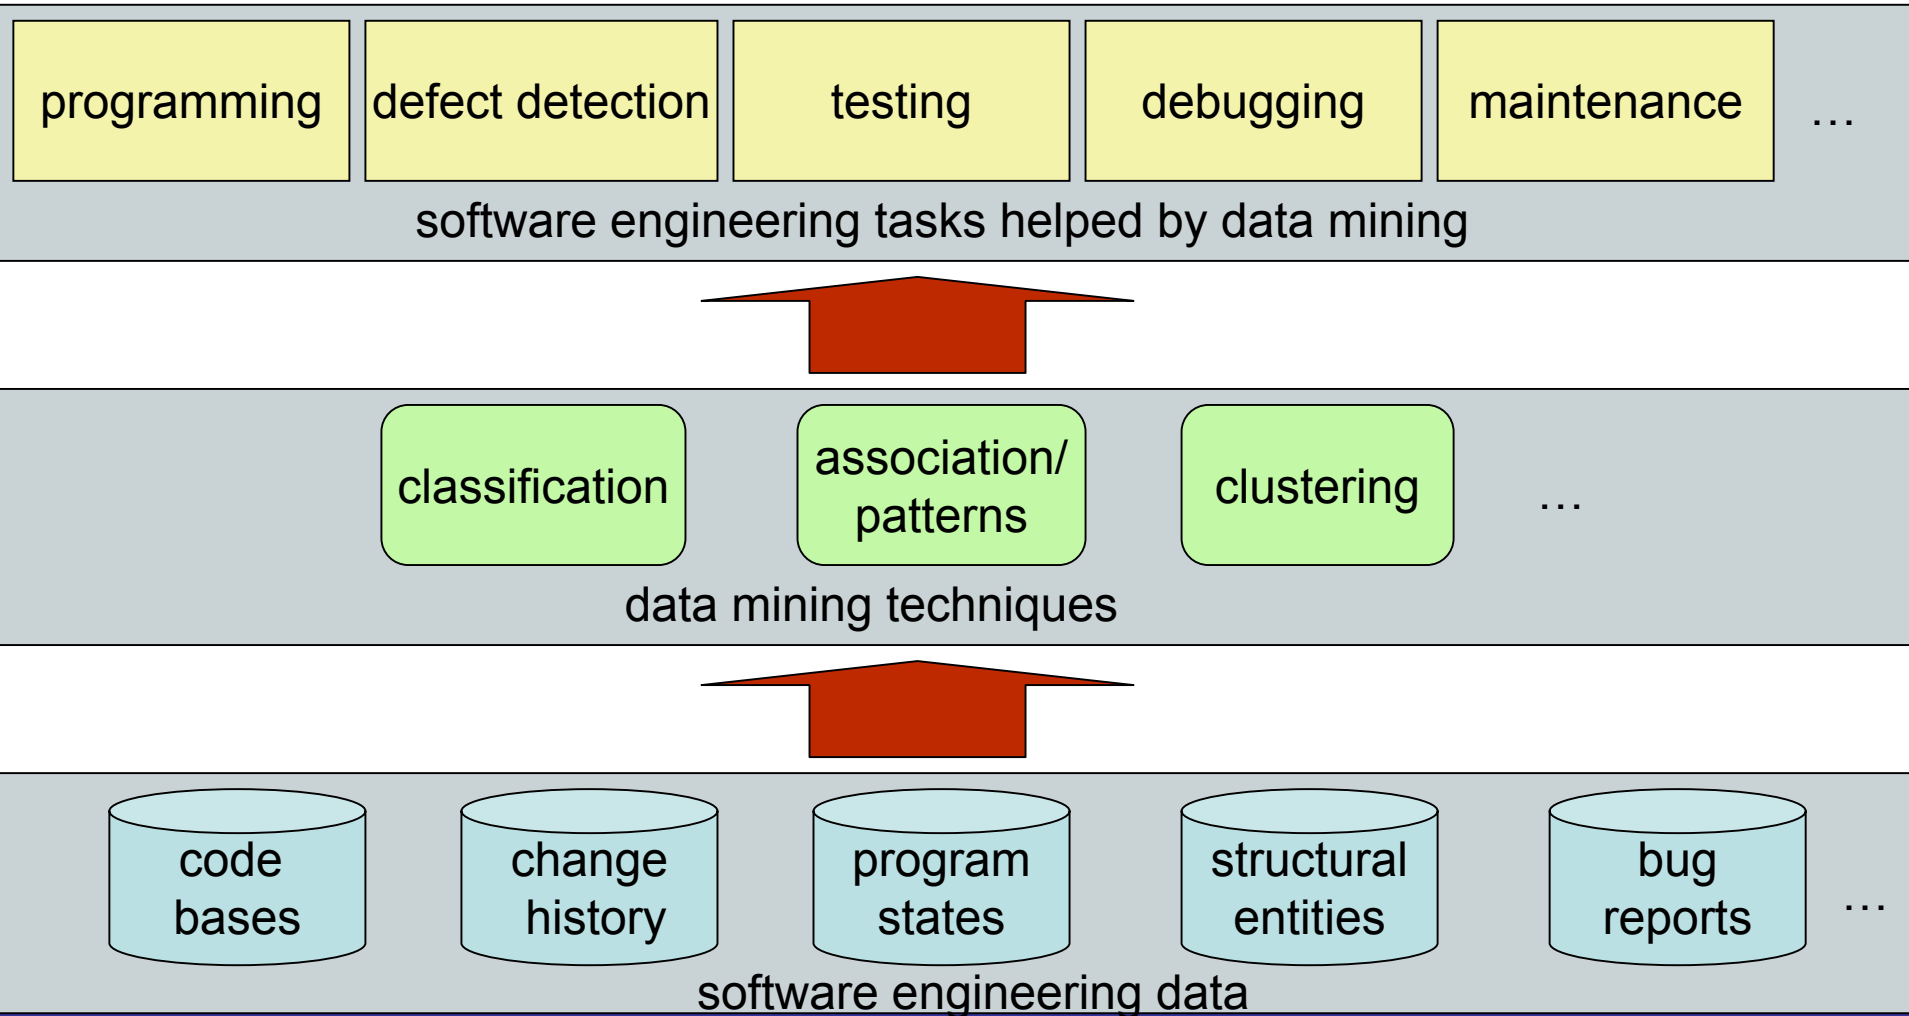 programming
defect detection
testing
debugging
maintenance
…
software engineering tasks helped by data mining
classification
association/
patterns
clustering
…
data mining techniques
code
bases
change
history
program
states
structural
entities
bug
reports
…
software engineering data